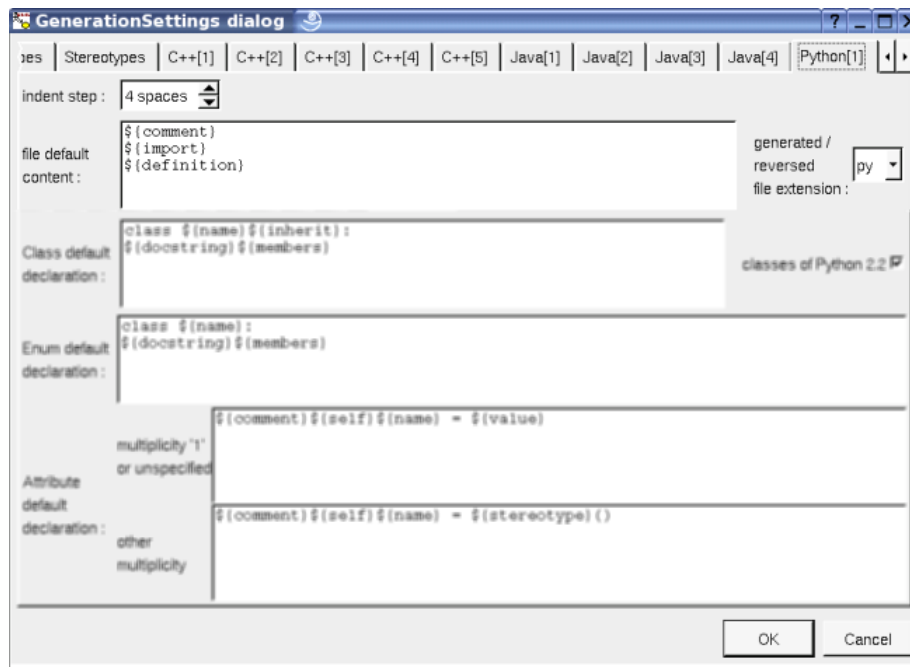 GenerationSettings dialog
Stereotypes C++[1] C++[2] C++[3] C++[4] C++[5] Java[1] Java[2] Java[3] Java[4] Python[1]
indent step : 4 spaces
file default
content :
${comment}
${import}
${definition}
generated /
reversed
file extension :
py
Class default
declaration :
class ${name}${inherit}:
${docstring}${members}
classes of Python 2.2
Enum default
declaration :
class ${name}:
${docstring}${members}
Attribute
default
declaration :
multiplicity '1'
or unspecified
${comment}${self}${name} = ${value}
other
multiplicity
${comment}${self}${name} = ${stereotype}()
OK Cancel